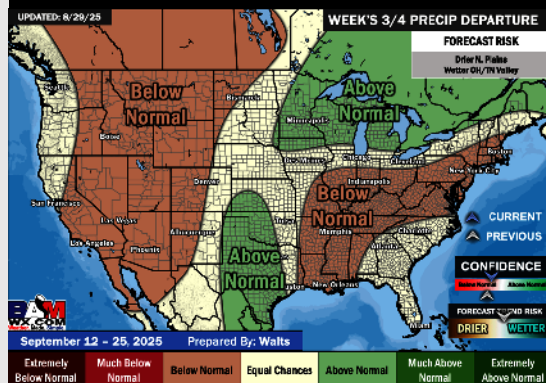 UPDATED: 8/29/25
WEEK'S 3/4 PRECIP DEPARTURE
FORECAST RISK
Drier N. Plains
Wetter OH/TN Valley
Seattle
Below
Normal
Bismarck
Above
Normal
Minneapolis
Boise
Boston
Des Moines
Chicago
Cleveland
New York City
Denver
Indianapolis
Below
Normal
San Francisco
Las Vegas
Tulsa
Memphis
Charlotte
CURRENT
Los Angeles
Albuquerque
Atlanta
PREVIOUS
Phoenix
Above
Normal
CONFIDENCE
Below Normal
Above Normal
New Orleans
FORECAST TREND RISK
BAM
Miami
DRIER
WETTER
September 12 - 25, 2025
Prepared By: Walts
Extremely
Below Normal
Much Below
Normal
Below Normal
Equal Chances
Above Normal
Much Above
Normal
Extremely
Above Normal